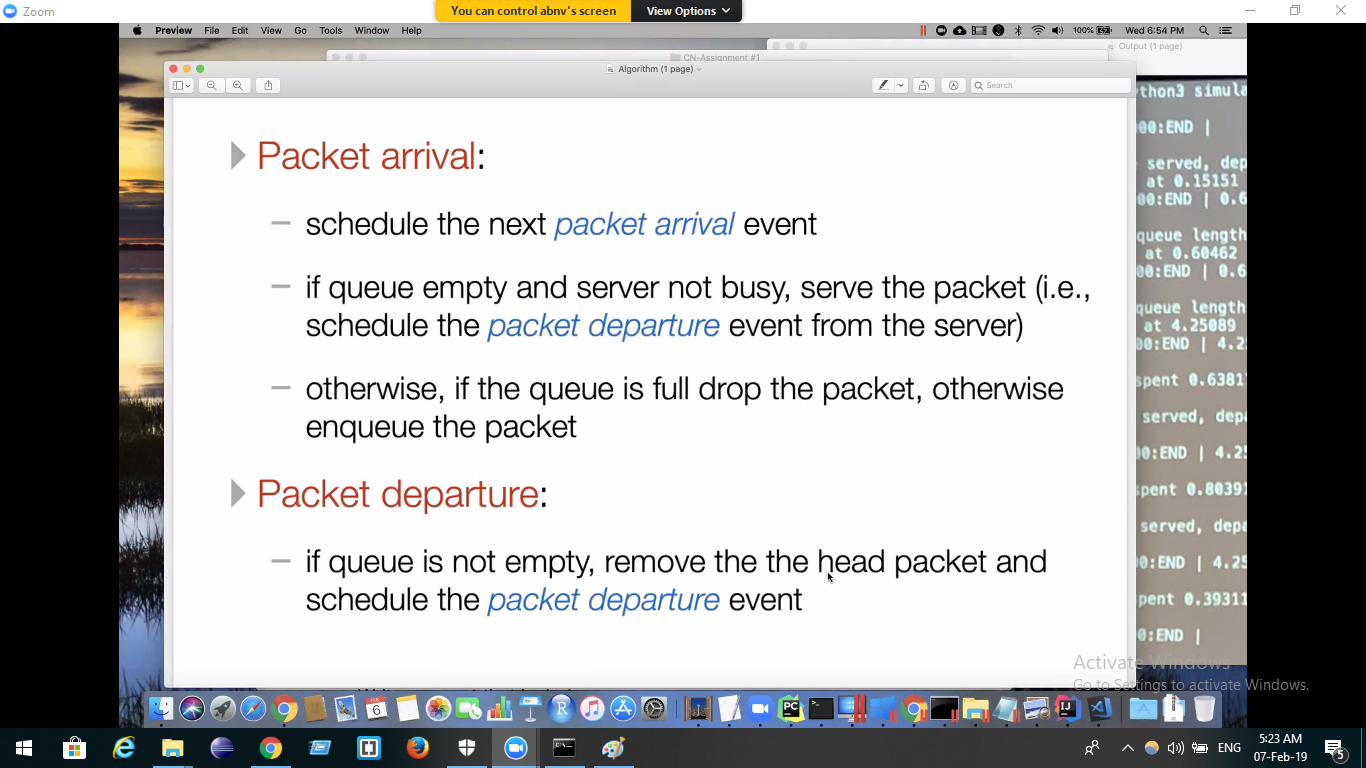 Zoom
You can control abnv's screen
View Options
Preview File Edit View Go Tools Window Help
100%
Wed 6:54 PM
Output (1 page)
CN-Assignment #1
Algorithm (1 page)
Search
Packet arrival:
– schedule the next packet arrival event
– if queue empty and server not busy, serve the packet (i.e.,
schedule the packet departure event from the server)
– otherwise, if the queue is full drop the packet, otherwise
enqueue the packet
Packet departure:
– if queue is not empty, remove the the head packet and
schedule the packet departure event
thon3 simula
00:END |
served, dep
at 0.15151
00:END | 0.6
queue length
at 0.60462
00:END | 0.6
queue length
at 4.25089
00:END | 4.2
spent 0.6381
served, depa
0:END | 4.25
spent 0.80391
served, depa
0:END | 4.25
pent 0.39311
0:END |
Activate Windows
Go to Settings to activate Windows.
6
PC
R
IJ
ENG
5:23 AM
07-Feb-19
5